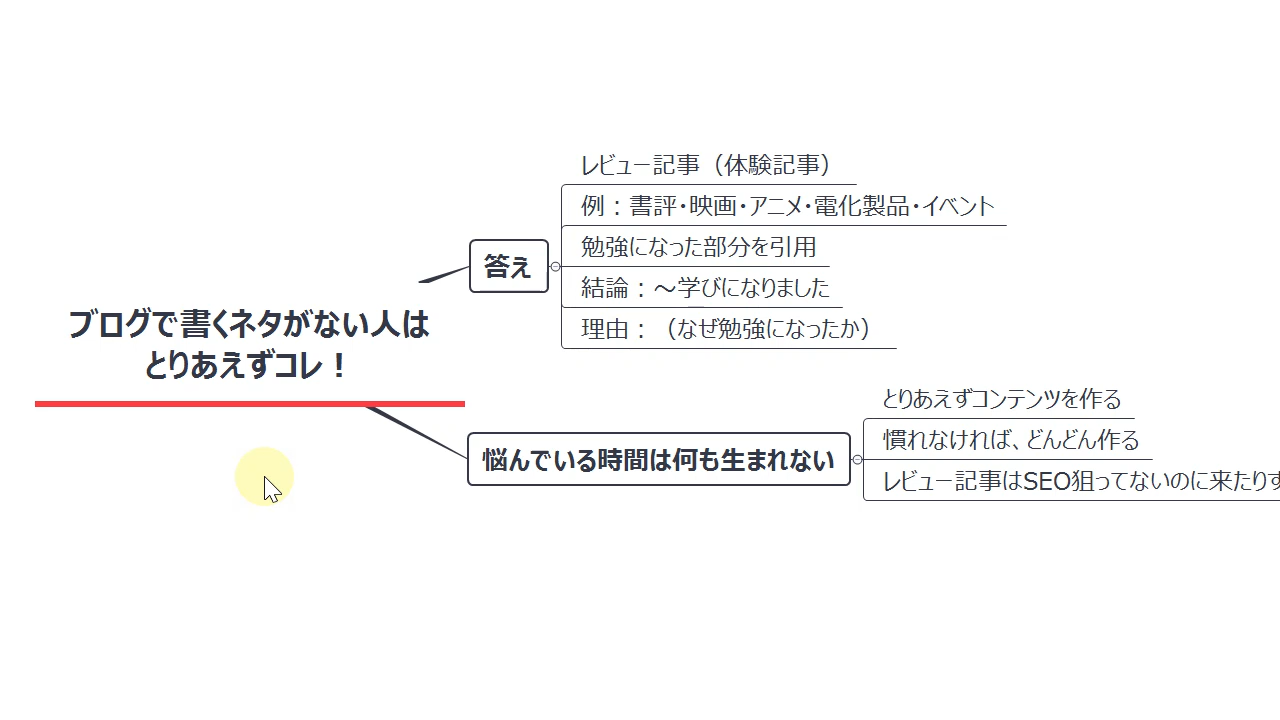 ブログで書くネタがない人は
とりあえずコレ！
答え
レビュー記事（体験記事）
例：書評・映画・アニメ・電化製品・イベント
勉強になった部分を引用
結論：～学びになりました
理由：（なぜ勉強になったか）
悩んでいる時間は何も生まれない
とりあえずコンテンツを作る
慣れなければ、どんどん作る
レビュー記事はSEO狙ってないのに来たりす